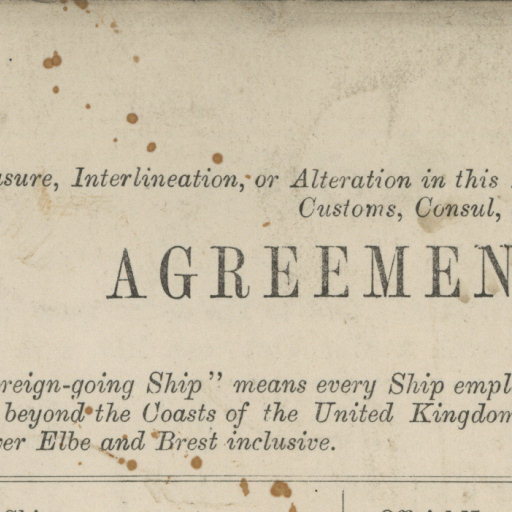 asure, Interlineation, or Alteration in this
Customs, Consul,
AGREEMEN
reign-going Ship" means every Ship empl
beyond the Coasts of the United Kingdom
er Elbe and Brest inclusive.